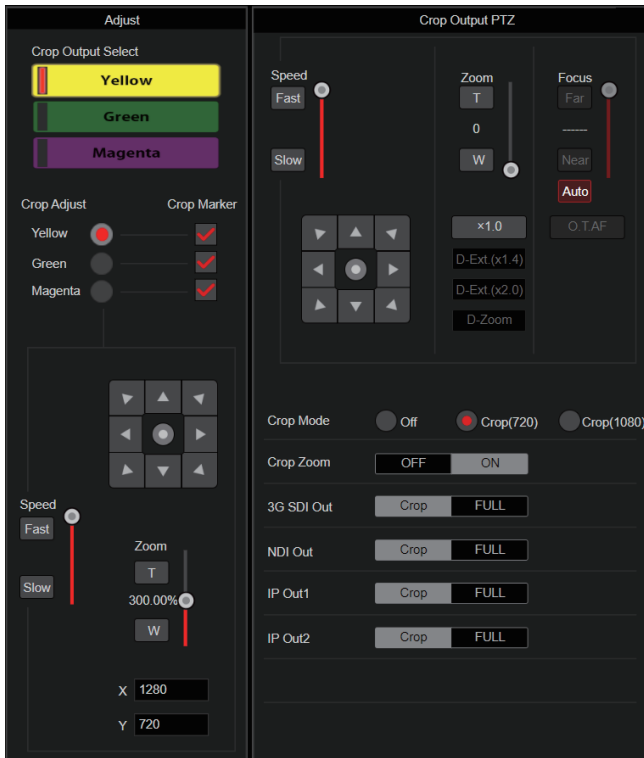 Adjust
Crop Output Select
Yellow
Green
Magenta
Crop Adjust Crop Marker
Yellow
Green
Magenta
Speed
Fast
Slow
Zoom
T
300.00%
W
X 1280
Y 720
Crop Output PTZ
Speed
Fast
Slow
Zoom
T
0
W
×1.0
D-Ext.(x1.4)
D-Ext.(x2.0)
D-Zoom
Focus
Far
------
Near
Auto
O.T.AF
Crop Mode Off Crop(720) Crop(1080)
Crop Zoom OFF ON
3G SDI Out Crop FULL
NDI Out Crop FULL
IP Out1 Crop FULL
IP Out2 Crop FULL